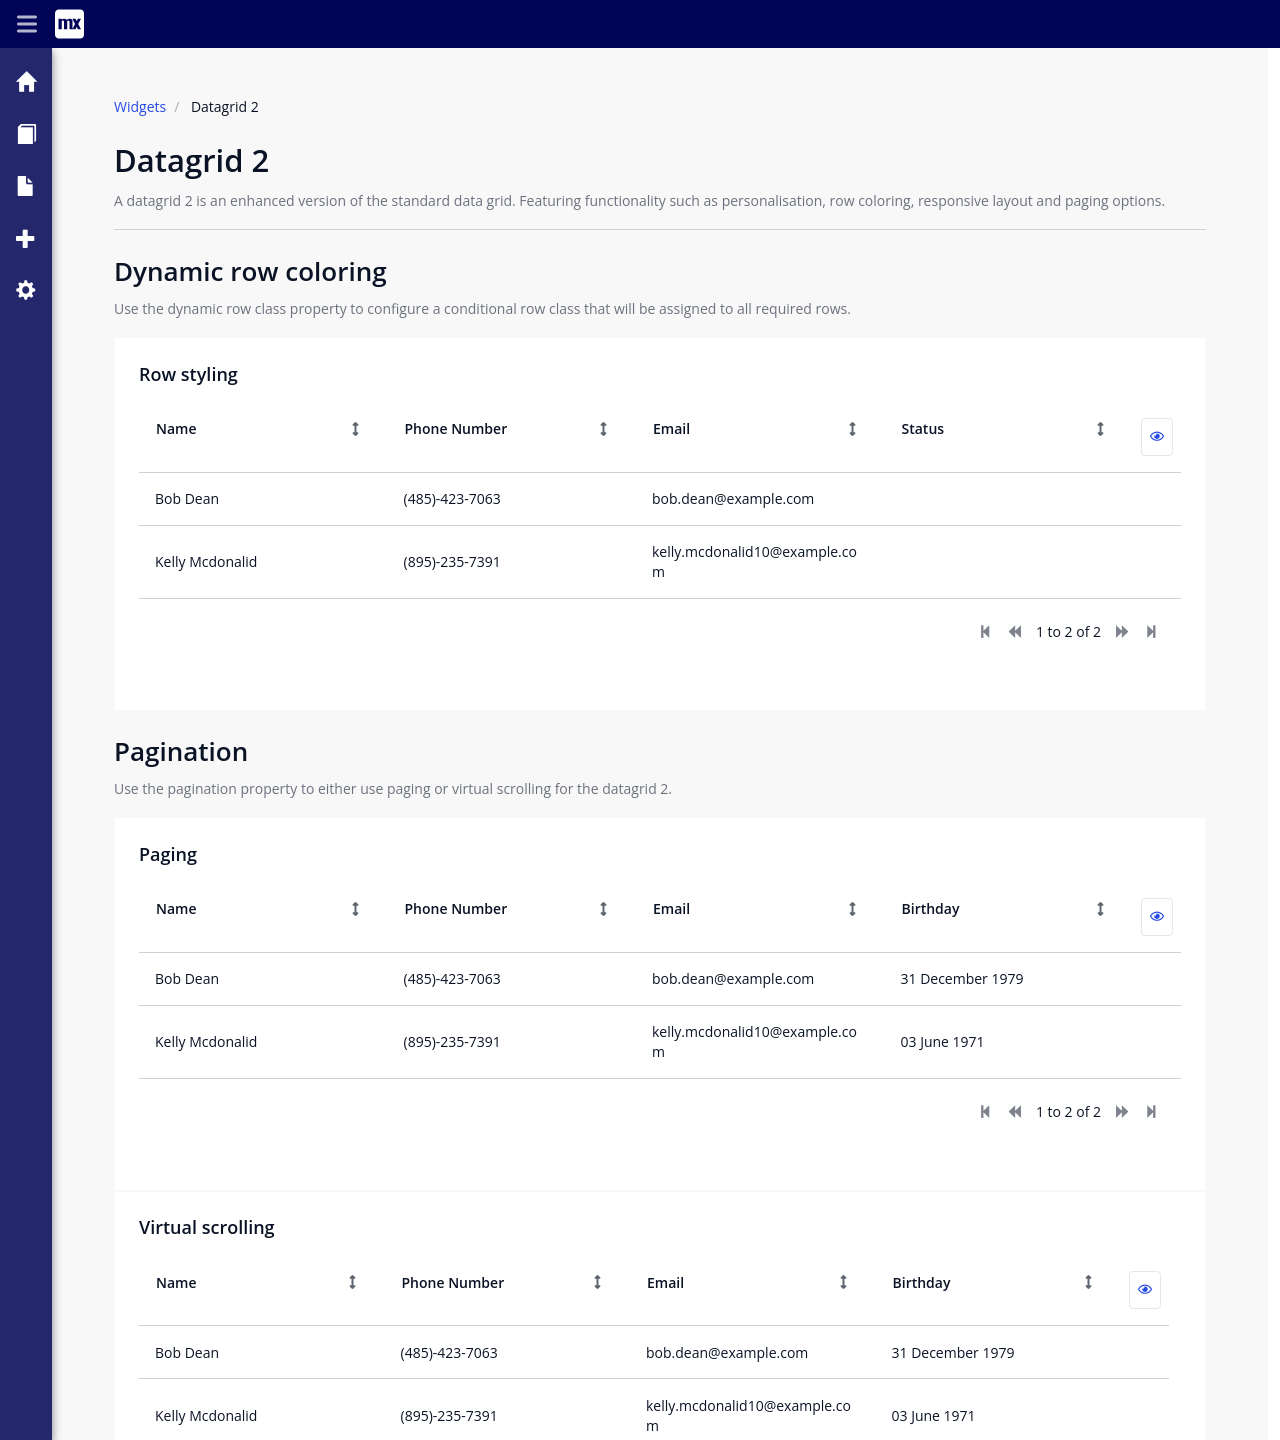 mx
Widgets / Datagrid 2
Datagrid 2
A datagrid 2 is an enhanced version of the standard data grid. Featuring functionality such as personalisation, row coloring, responsive layout and paging options.
Dynamic row coloring
Use the dynamic row class property to configure a conditional row class that will be assigned to all required rows.
Row styling
Name Phone Number Email Status
Bob Dean (485)-423-7063 bob.dean@example.com
Kelly Mcdonalid (895)-235-7391 kelly.mcdonalid10@example.co
m
1 to 2 of 2
Pagination
Use the pagination property to either use paging or virtual scrolling for the datagrid 2.
Paging
Name Phone Number Email Birthday
Bob Dean (485)-423-7063 bob.dean@example.com 31 December 1979
Kelly Mcdonalid (895)-235-7391 kelly.mcdonalid10@example.co 03 June 1971
m
1 to 2 of 2
Virtual scrolling
Name Phone Number Email Birthday
Bob Dean (485)-423-7063 bob.dean@example.com 31 December 1979
Kelly Mcdonalid (895)-235-7391 kelly.mcdonalid10@example.co 03 June 1971
m